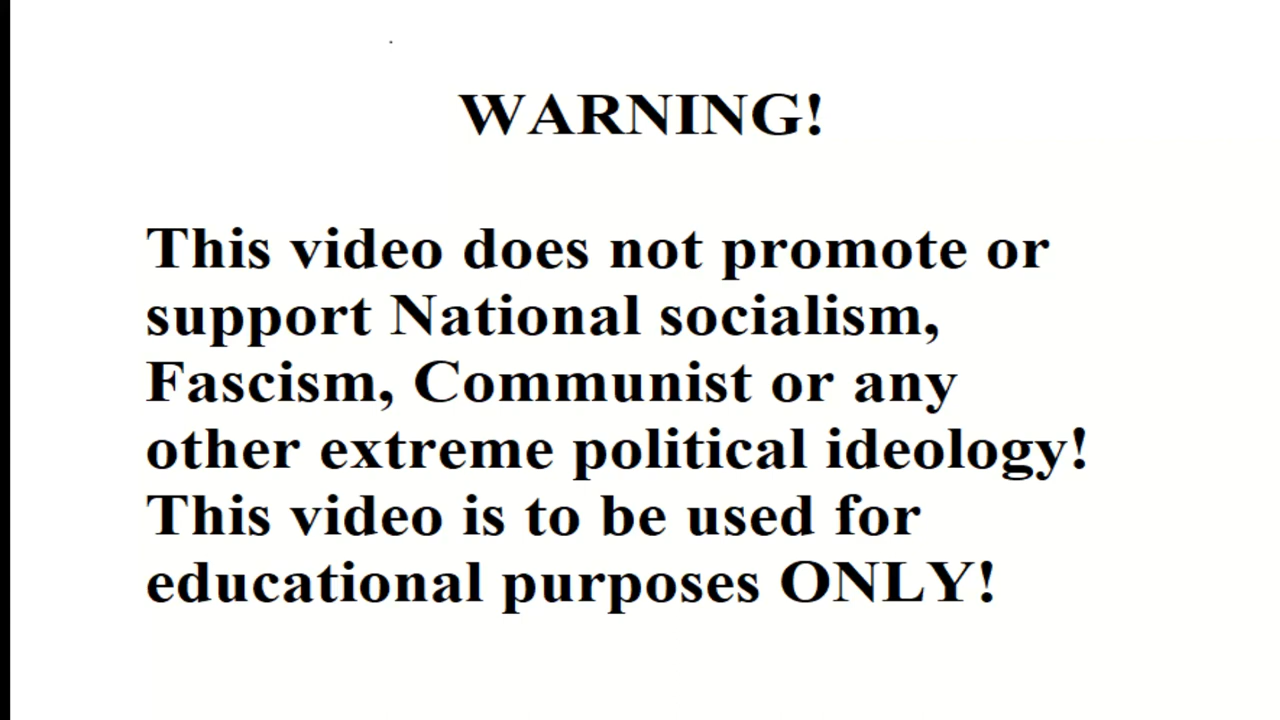 WARNING!
This video does not promote or
support National socialism,
Fascism, Communist or any
other extreme political ideology!
This video is to be used for
educational purposes ONLY!